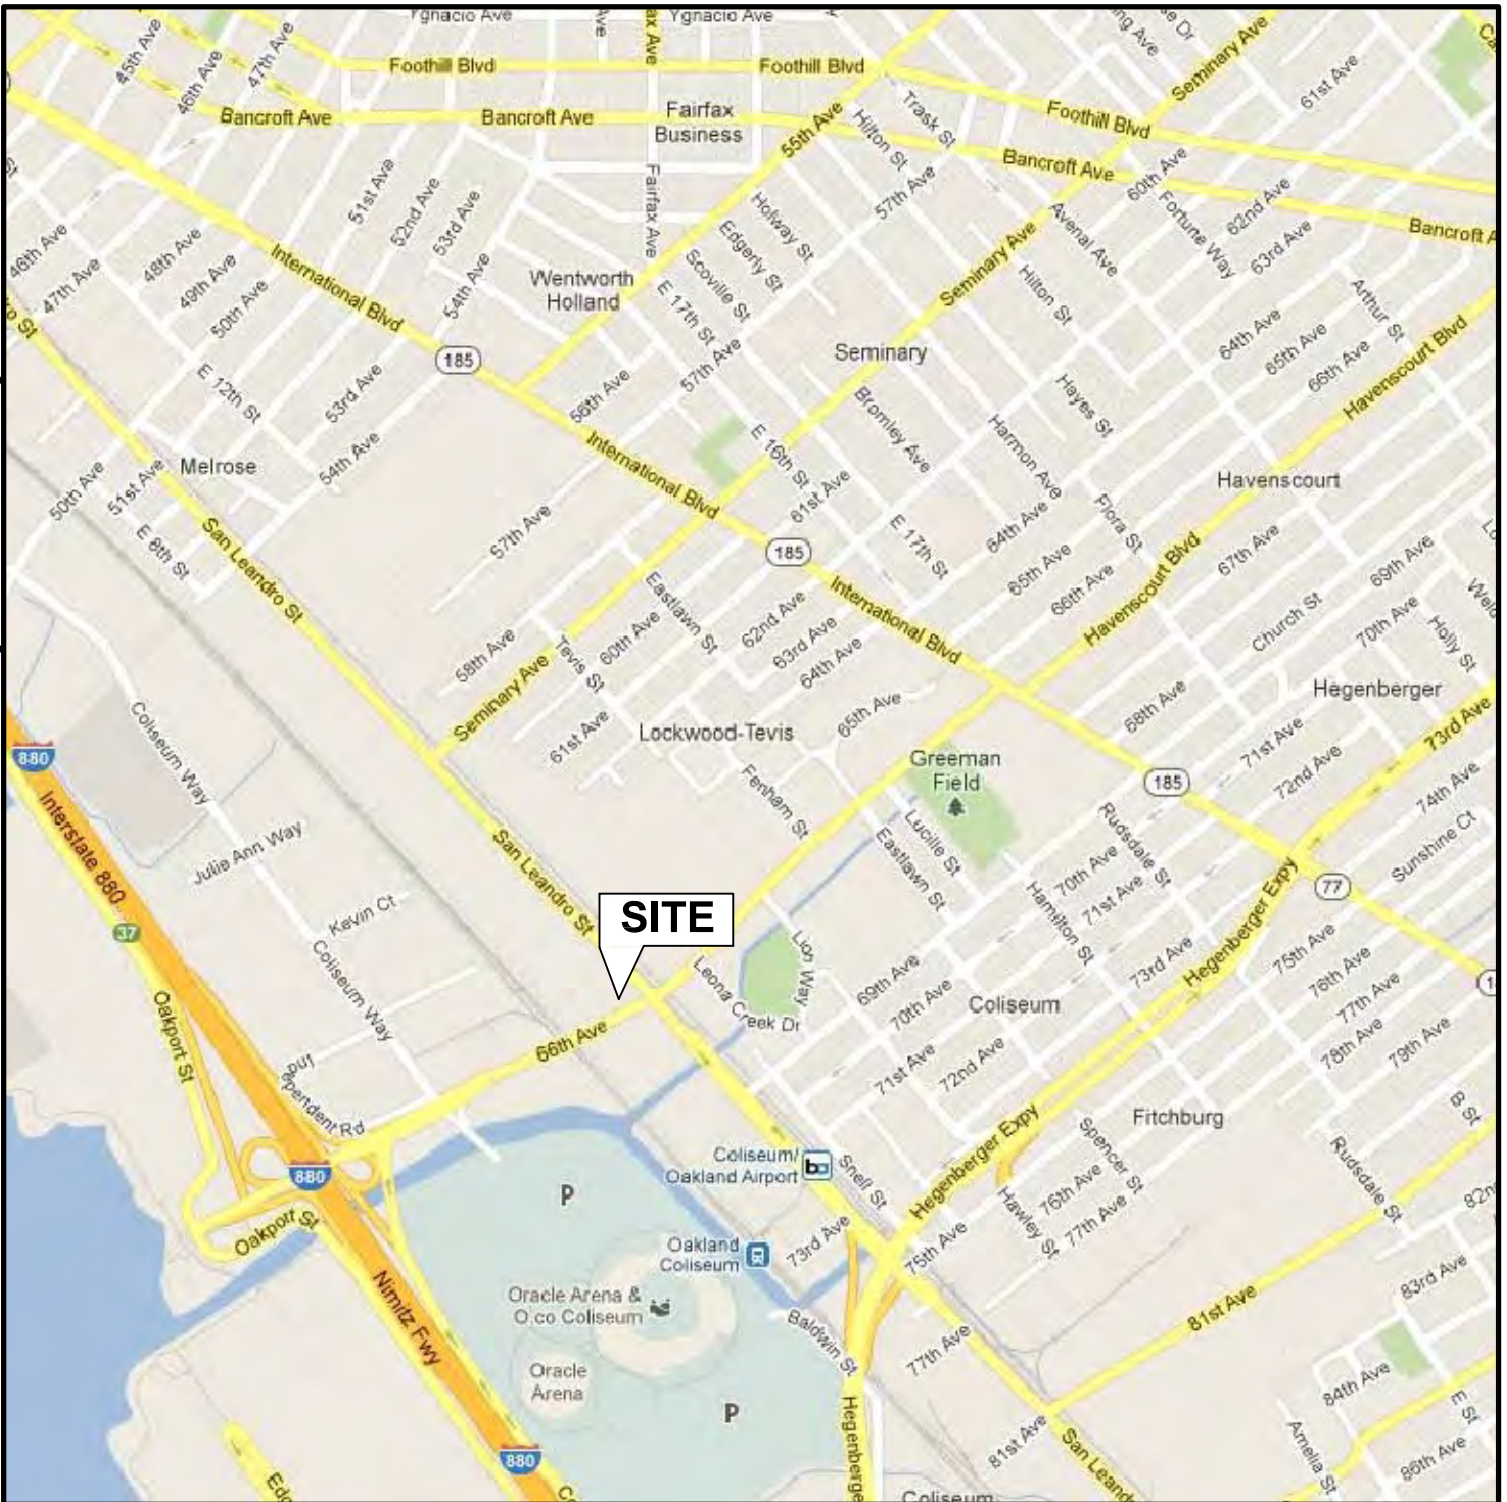 Ygnacio Ave
Ygnacio Ave
45th Ave
46th Ave
47th Ave
Foothill Blvd
Foothill Blvd
Seminary Ave
61st Ave
Bancroft Ave
Bancroft Ave
Fairfax
Business
55th Ave
Hilton St
Trask St
Foothill Blvd
Bancroft Ave
51st Ave
52nd Ave
53rd Ave
Fairfax Ave
Holway St
57th Ave
60th Ave
Fortune Way
62nd Ave
63rd Ave
Avenal Ave
Bancroft A
46th Ave
47th Ave
48th Ave
49th Ave
50th Ave
International Blvd
54th Ave
Wentworth
Holland
Edgerly St
Scoville St
E 17th St
Seminary Ave
Hilton St
Arthur St
64th Ave
65th Ave
66th Ave
Havenscourt Blvd
185
E 12th St
53rd Ave
56th Ave
57th Ave
Seminary
Bromley Ave
Hayes St
Harmon Ave
Melrose
54th Ave
International Blvd
E 16th St
61st Ave
Havenscourt
50th Ave
51st Ave
E 8th St
San Leandro St
57th Ave
185
E 17th St
64th Ave
Flora St
65th Ave
66th Ave
67th Ave
69th Ave
Havenscourt Blvd
International Blvd
Eastlawn St
62nd Ave
63rd Ave
64th Ave
Church St
70th Ave
Holly St
58th Ave
Seminary Ave
Tevis St
60th Ave
61st Ave
Lockwood-Tevis
65th Ave
Hegenberger
68th Ave
71st Ave
72nd Ave
73rd Ave
880
Coliseum Way
Greenman
Field
185
74th Ave
Interstate 880
Julie Ann Way
Fenham St
Lucille St
Eastlawn St
Rudsdale St
70th Ave
71st Ave
Hamilton St
Sunshine Ct
77
San Leandro St
Kevin Ct
SITE
37
Coliseum Way
Lion Way
Leona Creek Dr
69th Ave
70th Ave
Coliseum
73rd Ave
Hegenberger Expy
75th Ave
76th Ave
77th Ave
78th Ave
79th Ave
Oakport St
66th Ave
71st Ave
72nd Ave
Ind
ependent Rd
Fitchburg
B St
880
Hegenberger Expy
Spencer St
Coliseum/
Oakland Airport
Snell St
76th Ave
77th Ave
Hawley St
Rudsdale St
82n
P
Oakport St
Oakland
Coliseum
73rd Ave
75th Ave
83rd Ave
Nimitz Fwy
Oracle Arena &
O.co Coliseum
Baldwin St
77th Ave
81st Ave
Oracle
Arena
84th Ave
P
Hegenberge
E St
880
81st Ave
San Leand
Amelia St
86th Ave
Coliseum